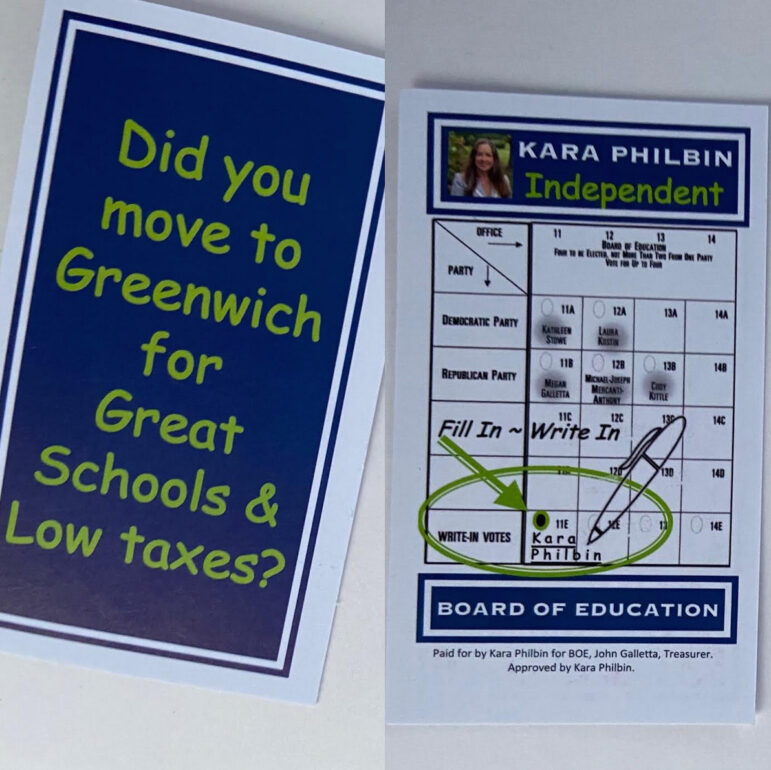 Did you
move to
Greenwich
for
Great
Schools &
Low taxes?
KARA PHILBIN
Independent
OFFICE
PARTY
11 12 13 14
BOARD OF EDUCATION
FOUR TO BE ELECTED, NOT MORE THAN TWO FROM ONE PARTY
VOTE FOR UP TO FOUR
DEMOCRATIC PARTY
11A 12A 13A 14A
KATHLEEN STOWE
LAURA KOSTIN
REPUBLICAN PARTY
11B 12B 13B 14B
MEGAN GALLETTA
MICHAEL-JOSEPH MERCANTI-ANTHONY
CODY KITTLE
11C 12C 13C 14C
Fill In ~ Write In
12D 13D 14D
WRITE-IN VOTES
11E 12E 14E
Kara
Philbin
BOARD OF EDUCATION
Paid for by Kara Philbin for BOE, John Galletta, Treasurer.
Approved by Kara Philbin.